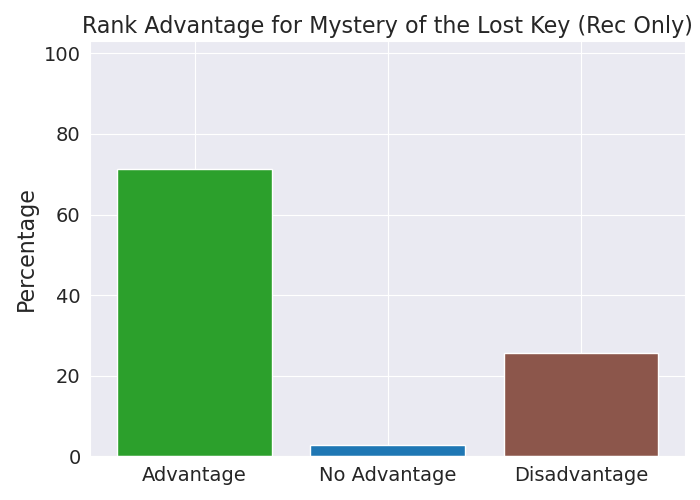 Rank Advantage for Mystery of the Lost Key (Rec Only)
100
80
60
40
20
0
Percentage
Advantage
No Advantage
Disadvantage